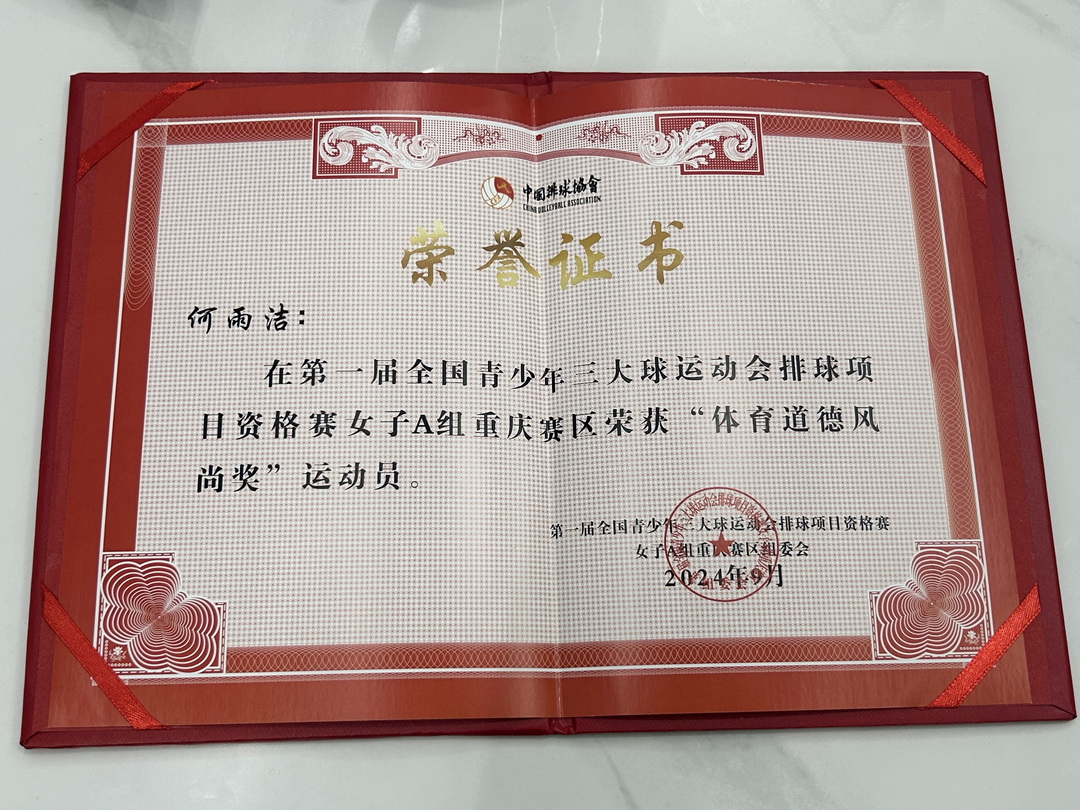 中国排球協會
CHINA VOLLEYBALL ASSOCIATION
荣誉证书
何雨洁：
在第一届全国青少年三大球运动会排球项
目资格赛女子A组重庆赛区荣获“体育道德风
尚奖”运动员。
第一届全国青少年三大球运动会排球项目资格赛
女子A组重庆赛区组委会
2024年9月